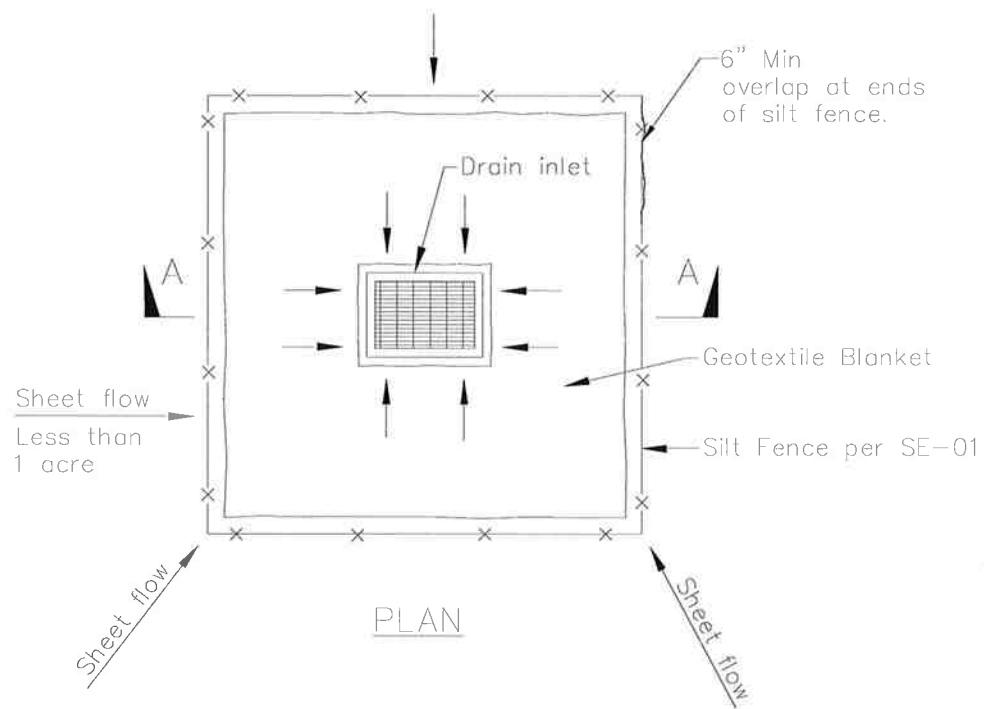 6" Min
overlap at ends
of silt fence.
Drain inlet
A
A
Geotextile Blanket
Sheet flow
Less than
1 acre
Silt Fence per SE-01
Sheet flow
Sheet flow
PLAN